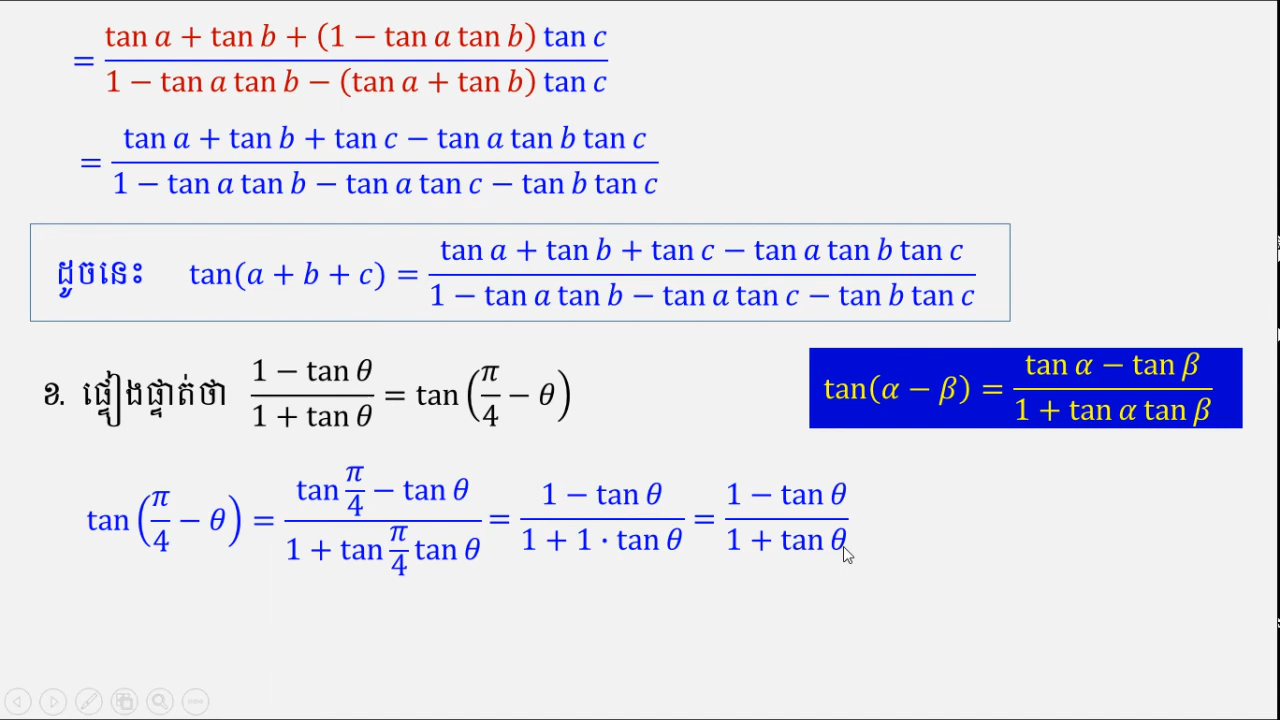 = (tan a + tan b + (1 − tan a tan b) tan c) / (1 − tan a tan b − (tan a + tan b) tan c)
= (tan a + tan b + tan c − tan a tan b tan c) / (1 − tan a tan b − tan a tan c − tan b tan c)
ដូចនេះ tan(a + b + c) = (tan a + tan b + tan c − tan a tan b tan c) / (1 − tan a tan b − tan a tan c − tan b tan c)
ខ. ផ្ទៀងផ្ទាត់ថា (1 − tan θ) / (1 + tan θ) = tan(π/4 − θ)
tan(α − β) = (tan α − tan β) / (1 + tan α tan β)
tan(π/4 − θ) = (tan π/4 − tan θ) / (1 + tan π/4 tan θ) = (1 − tan θ) / (1 + 1 · tan θ) = (1 − tan θ) / (1 + tan θ)